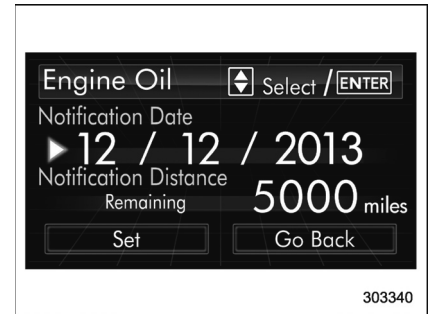 Engine Oil Select / ENTER
Notification Date
12 / 12 / 2013
Notification Distance
Remaining 5000 miles
Set Go Back
303340